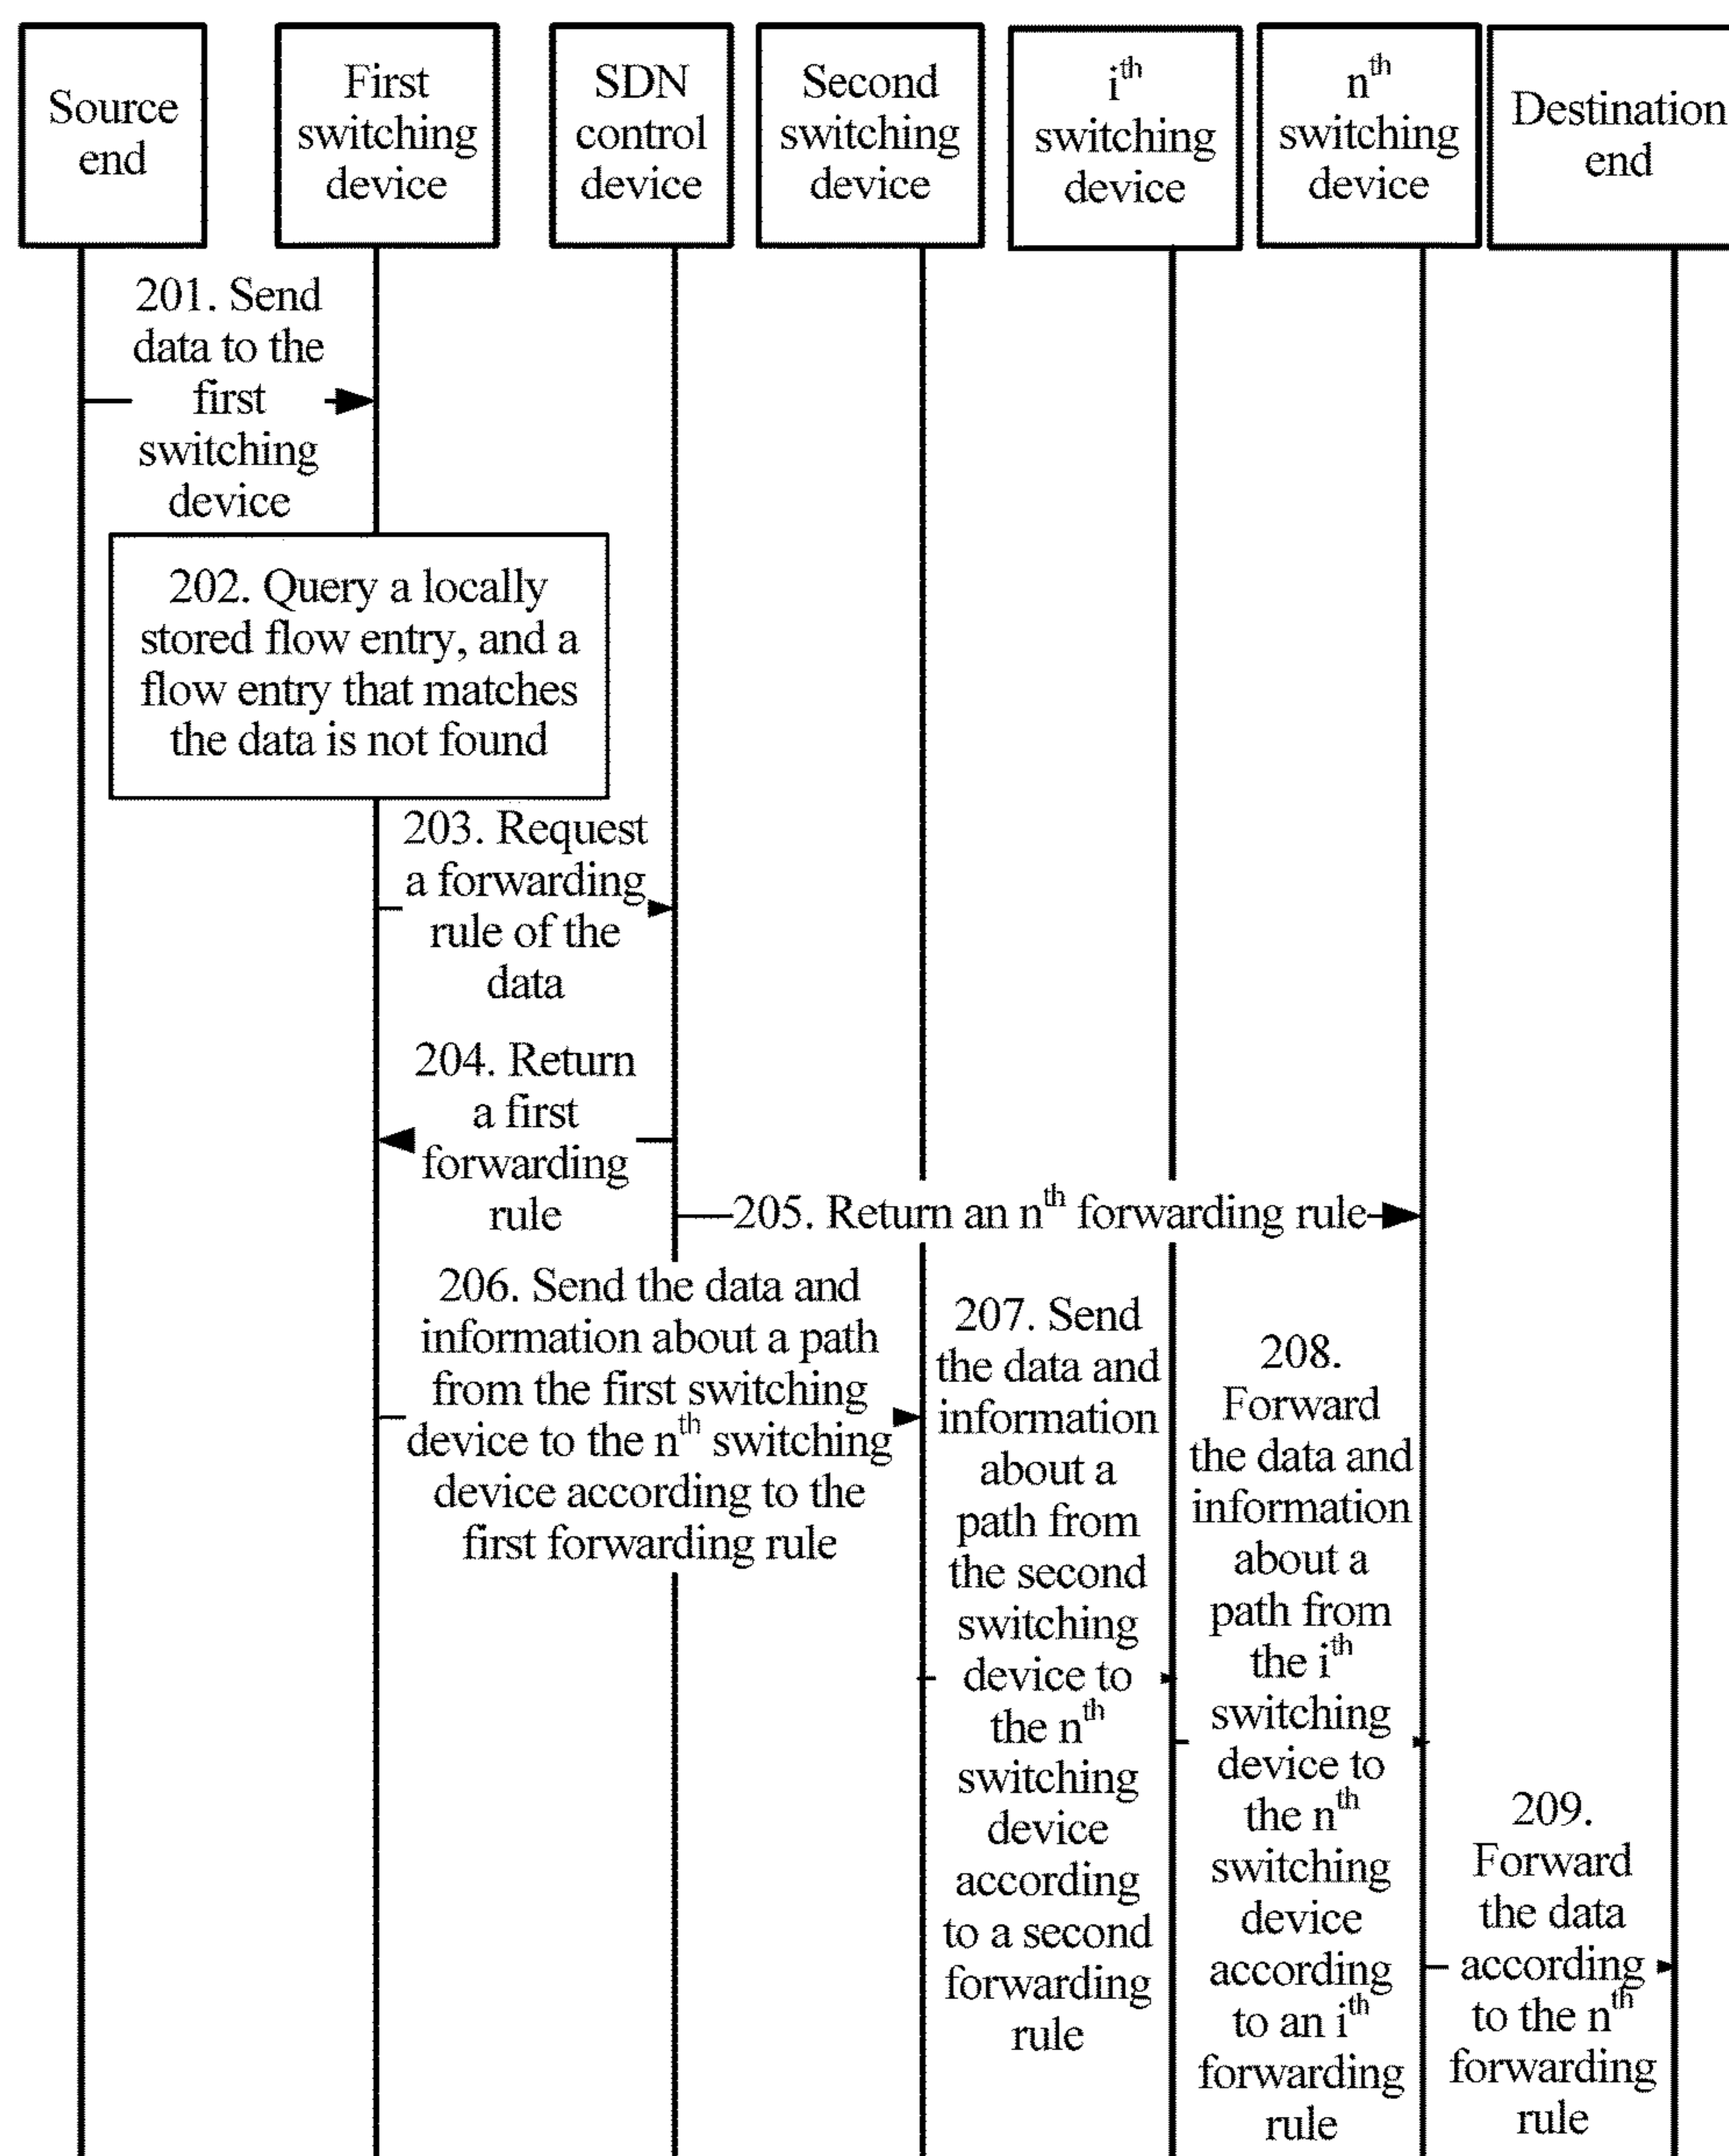 Source
end
First
switching
device
SDN
control
device
Second
switching
device
i^th
switching
device
n^th
switching
device
Destination
end
201. Send
data to the
first
switching
device
202. Query a locally
stored flow entry, and a
flow entry that matches
the data is not found
203. Request
a forwarding
rule of the
data
204. Return
a first
forwarding
rule
205. Return an n^th forwarding rule
206. Send the data and
information about a path
from the first switching
device to the n^th switching
device according to the
first forwarding rule
207. Send
the data and
information
about a
path from
the second
switching
device to
the n^th
switching
device
according
to a second
forwarding
rule
208.
Forward
the data and
information
about a
path from
the i^th
switching
device to
the n^th
switching
device
according
to an i^th
forwarding
rule
209.
Forward
the data
according
to the n^th
forwarding
rule